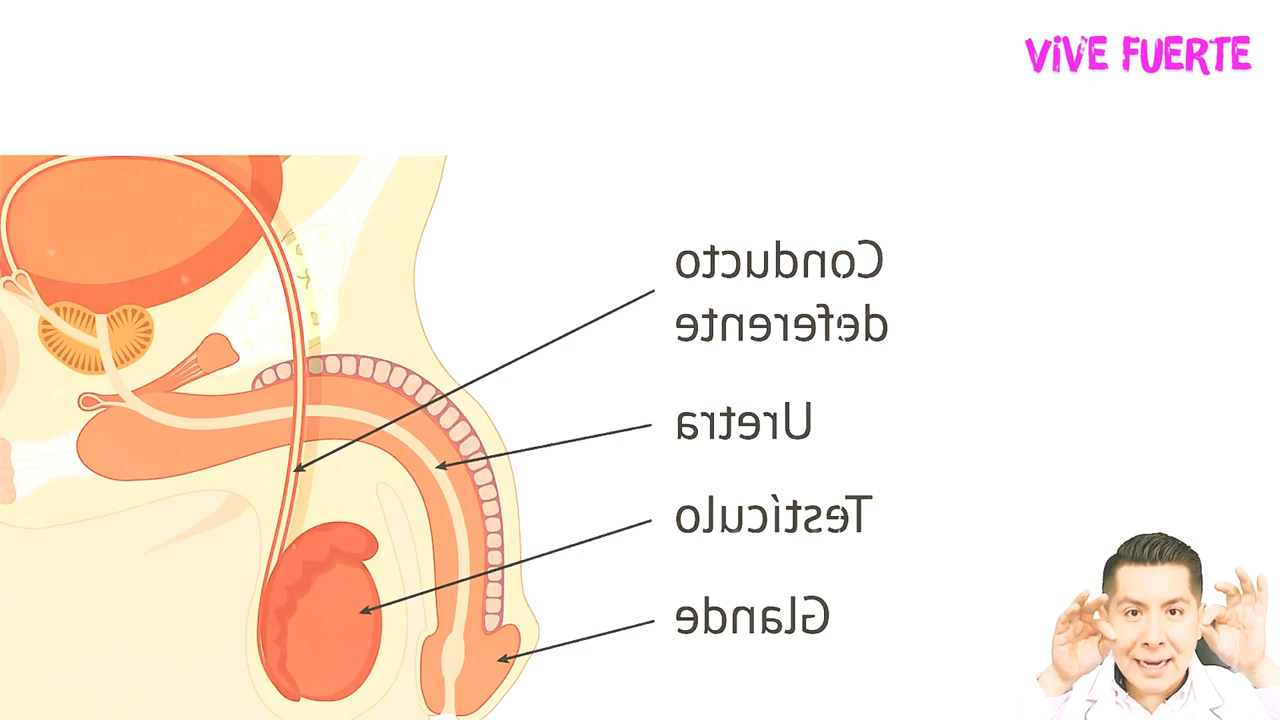 VIVE FUERTE
Conducto
deferente
Uretra
Testículo
Glande